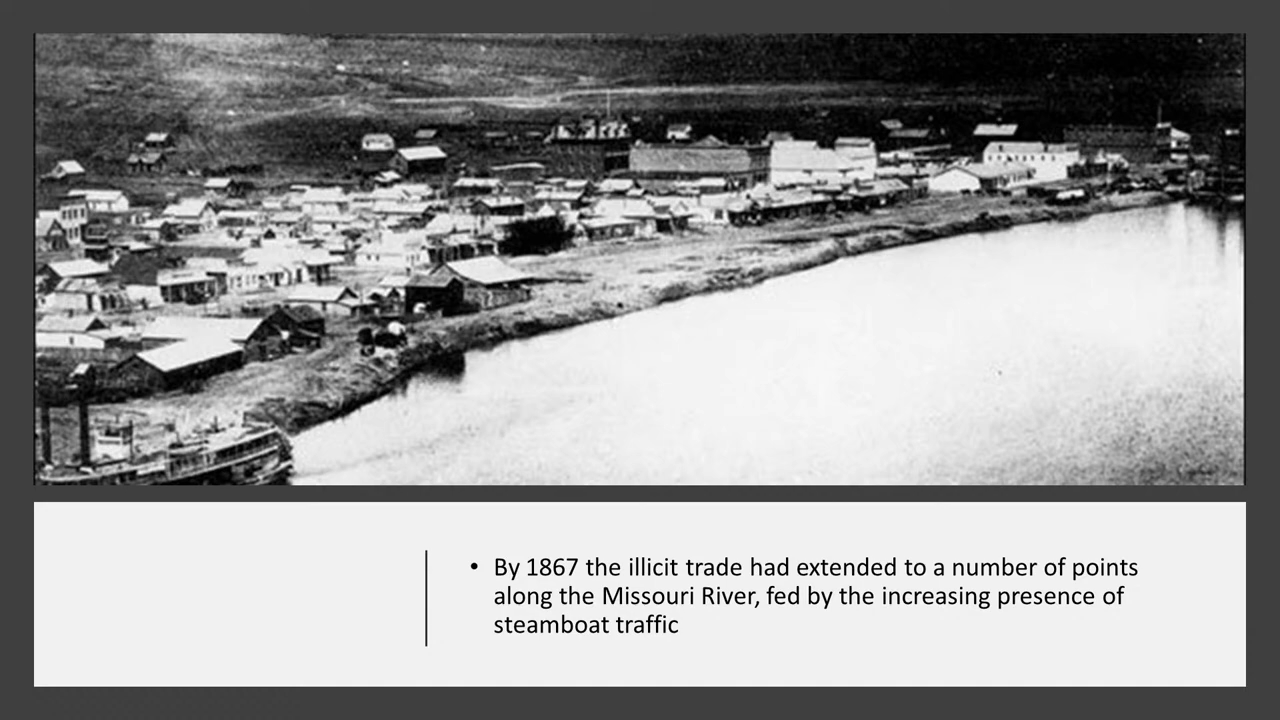 • By 1867 the illicit trade had extended to a number of points
along the Missouri River, fed by the increasing presence of
steamboat traffic